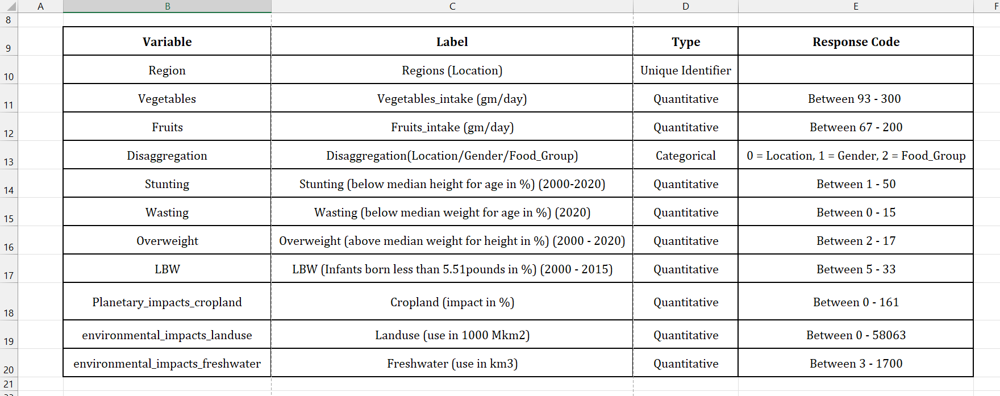 A B C D E F
8
9 Variable Label Type Response Code
10 Region Regions (Location) Unique Identifier
11 Vegetables Vegetables_intake (gm/day) Quantitative Between 93 - 300
12 Fruits Fruits_intake (gm/day) Quantitative Between 67 - 200
13 Disaggregation Disaggregation(Location/Gender/Food_Group) Categorical 0 = Location, 1 = Gender, 2 = Food_Group
14 Stunting Stunting (below median height for age in %) (2000-2020) Quantitative Between 1 - 50
15 Wasting Wasting (below median weight for age in %) (2020) Quantitative Between 0 - 15
16 Overweight Overweight (above median weight for height in %) (2000 - 2020) Quantitative Between 2 - 17
17 LBW LBW (Infants born less than 5.51pounds in %) (2000 - 2015) Quantitative Between 5 - 33
18 Planetary_impacts_cropland Cropland (impact in %) Quantitative Between 0 - 161
19 environmental_impacts_landuse Landuse (use in 1000 Mkm2) Quantitative Between 0 - 58063
20 environmental_impacts_freshwater Freshwater (use in km3) Quantitative Between 3 - 1700
21